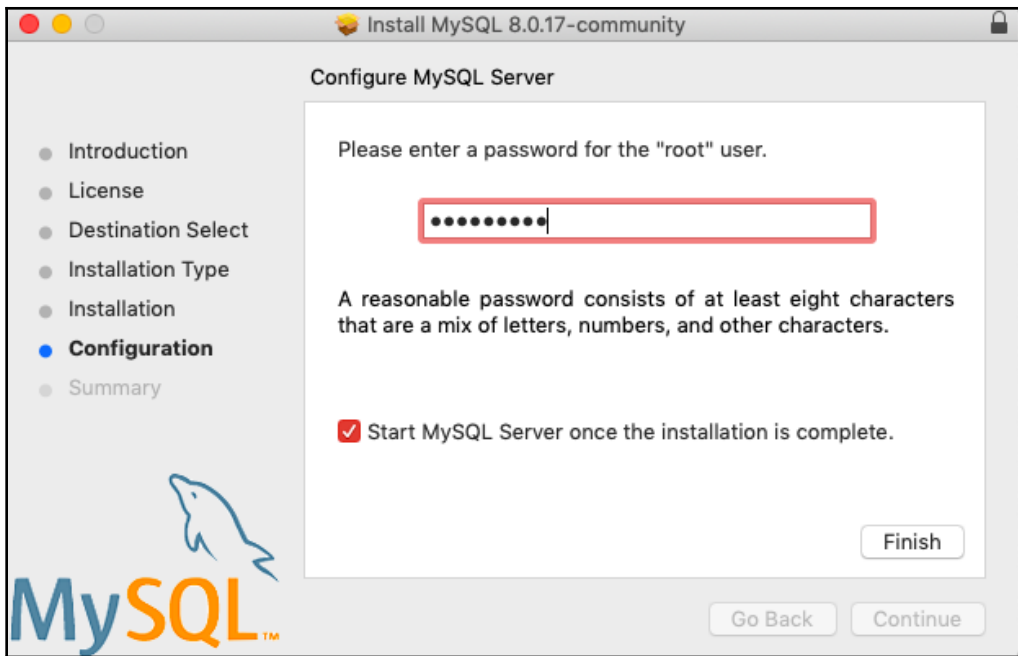 Install MySQL 8.0.17-community
Configure MySQL Server
Introduction
License
Destination Select
Installation Type
Installation
Configuration
Summary
Please enter a password for the "root" user.
•••••••••
A reasonable password consists of at least eight characters
that are a mix of letters, numbers, and other characters.
Start MySQL Server once the installation is complete.
Finish
MySQL™
Go Back
Continue